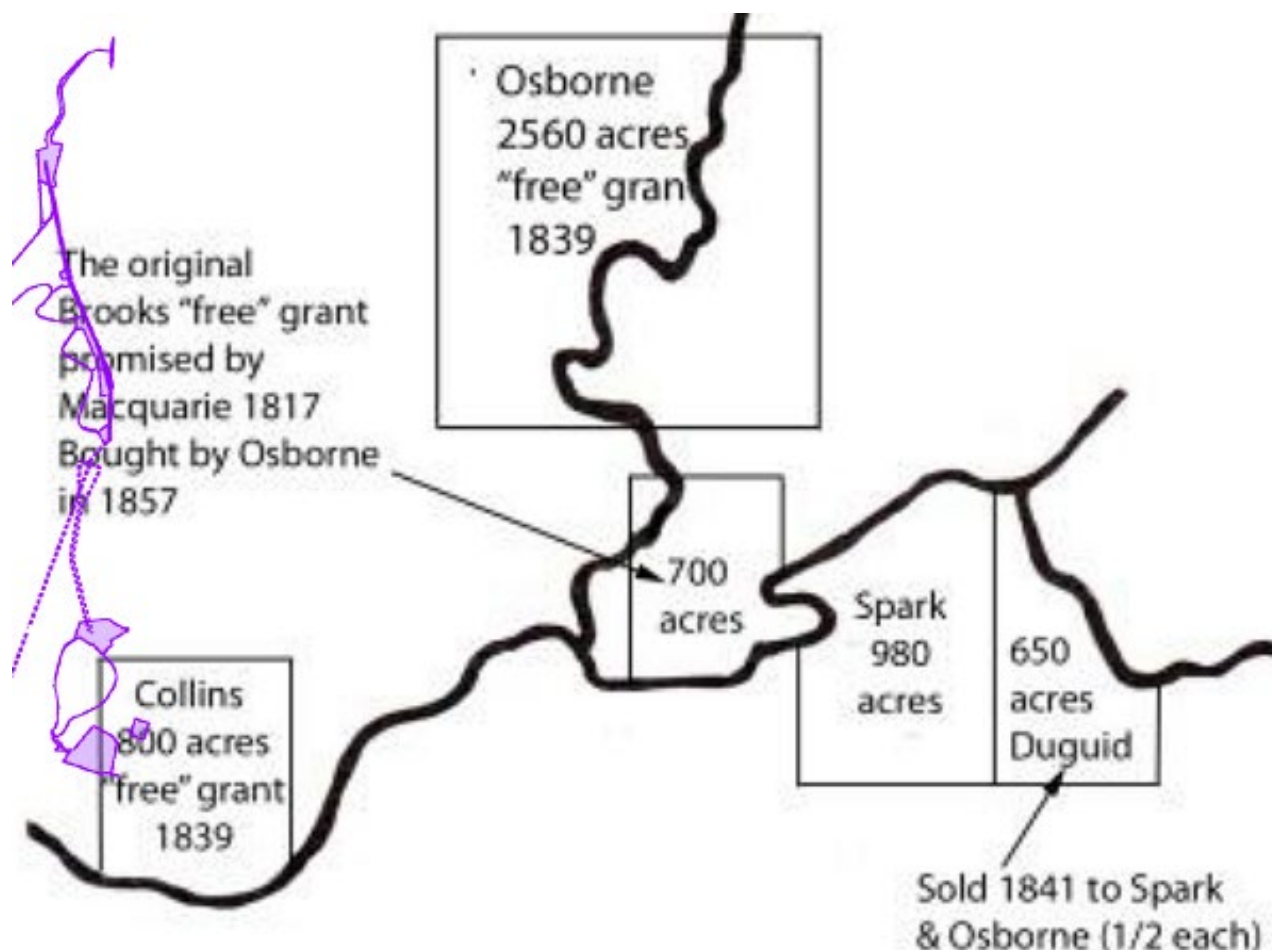 Osborne
2560 acres
"free" gran
1839
The original
Brooks "free" grant
promised by
Macquarie 1817
Bought by Osborne
in 1857
700
acres
Spark
980
acres
650
acres
Duguid
Collins
800 acres
"free" grant
1839
Sold 1841 to Spark
& Osborne (1/2 each)